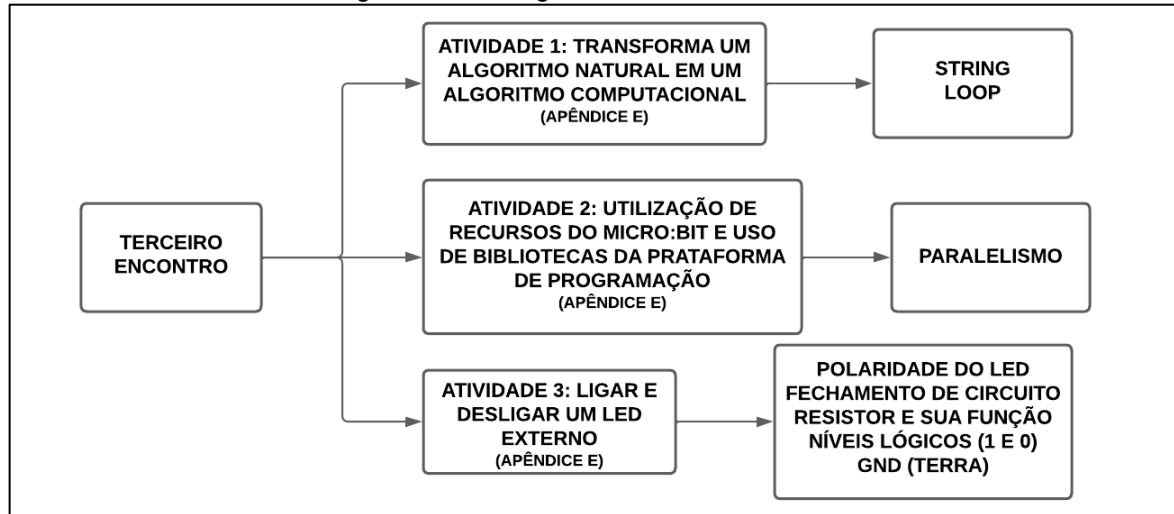 TERCEIRO
ENCONTRO
ATIVIDADE 1: TRANSFORMA UM
ALGORITMO NATURAL EM UM
ALGORITMO COMPUTACIONAL
(APÊNDICE E)
STRING
LOOP
ATIVIDADE 2: UTILIZAÇÃO DE
RECURSOS DO MICRO:BIT E USO
DE BIBLIOTECAS DA PRATAFORMA
DE PROGRAMAÇÃO
(APÊNDICE E)
PARALELISMO
ATIVIDADE 3: LIGAR E
DESLIGAR UM LED
EXTERNO
(APÊNDICE E)
POLARIDADE DO LED
FECHAMENTO DE CIRCUITO
RESISTOR E SUA FUNÇÃO
NÍVEIS LÓGICOS (1 E 0)
GND (TERRA)